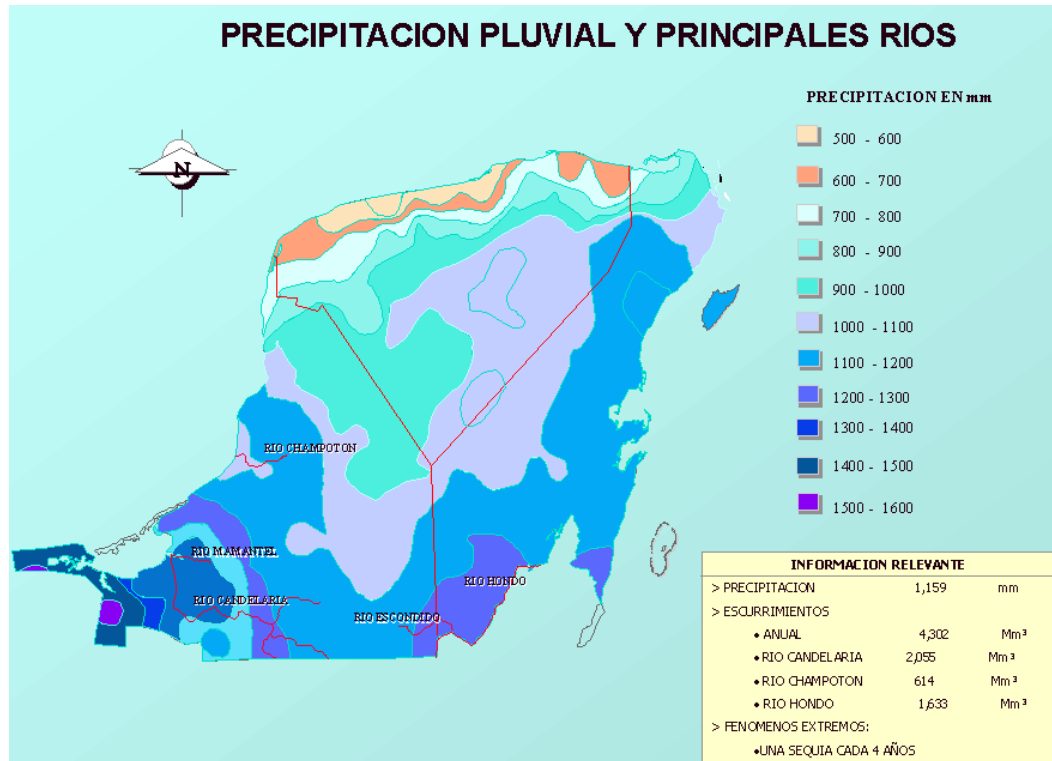 PRECIPITACION PLUVIAL Y PRINCIPALES RIOS
PRECIPITACION EN mm
500 - 600
600 - 700
700 - 800
800 - 900
900 - 1000
1000 - 1100
1100 - 1200
1200 - 1300
1300 - 1400
1400 - 1500
1500 - 1600
N
RIO CHAMPOTON
RIO MAMANTEL
RIO CANDELARIA
RIO ESCONDIDO
RIO HONDO
INFORMACION RELEVANTE
> PRECIPITACION 1,159 mm
> ESCURRIMIENTOS
• ANUAL 4,302 Mm³
• RIO CANDELARIA 2,055 Mm³
• RIO CHAMPOTON 614 Mm³
• RIO HONDO 1,633 Mm³
> FENOMENOS EXTREMOS:
• UNA SEQUIA CADA 4 AÑOS